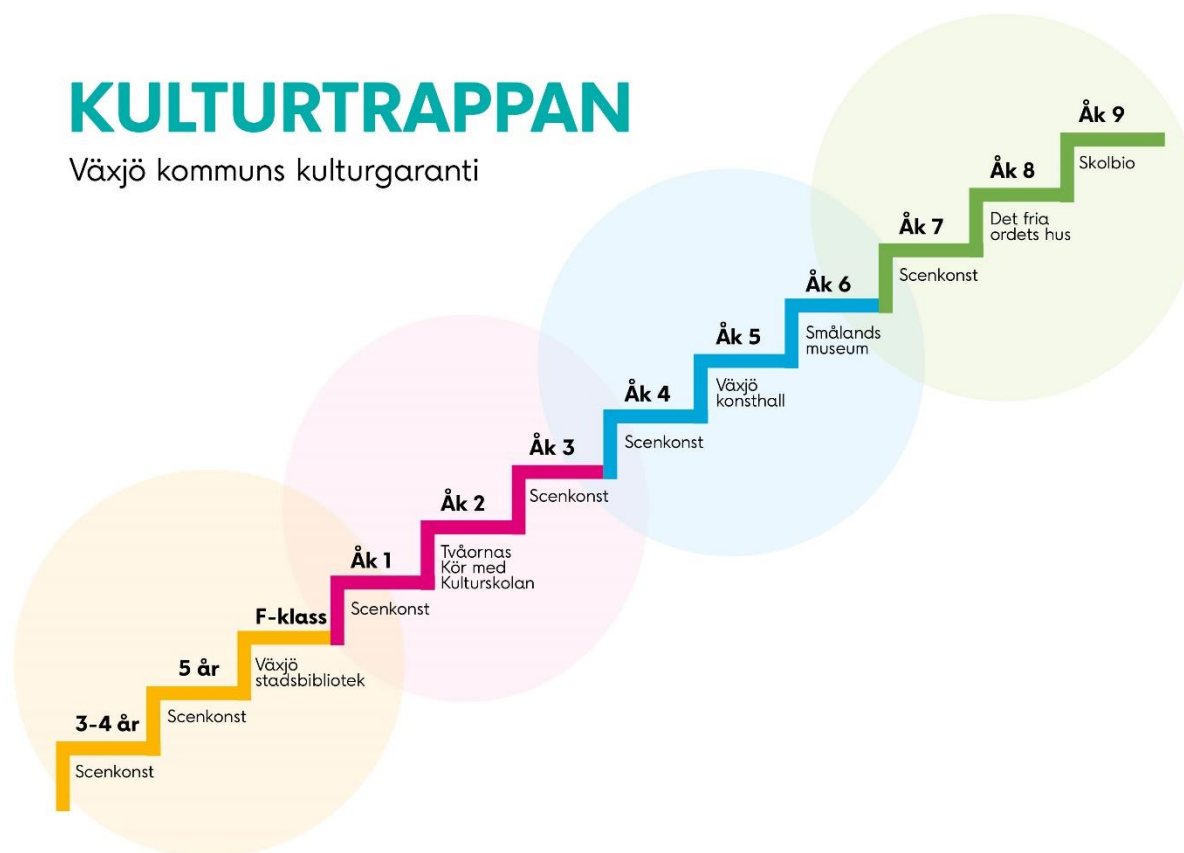 KULTURTRAPPAN
Växjö kommuns kulturgaranti
3-4 år
Scenkonst
5 år
Scenkonst
F-klass
Växjö
stadsbibliotek
Åk 1
Scenkonst
Åk 2
Tvåornas
Kör med
Kulturskolan
Åk 3
Scenkonst
Åk 4
Scenkonst
Åk 5
Växjö
konsthall
Åk 6
Smålands
museum
Åk 7
Scenkonst
Åk 8
Det fria
ordets hus
Åk 9
Skolbio